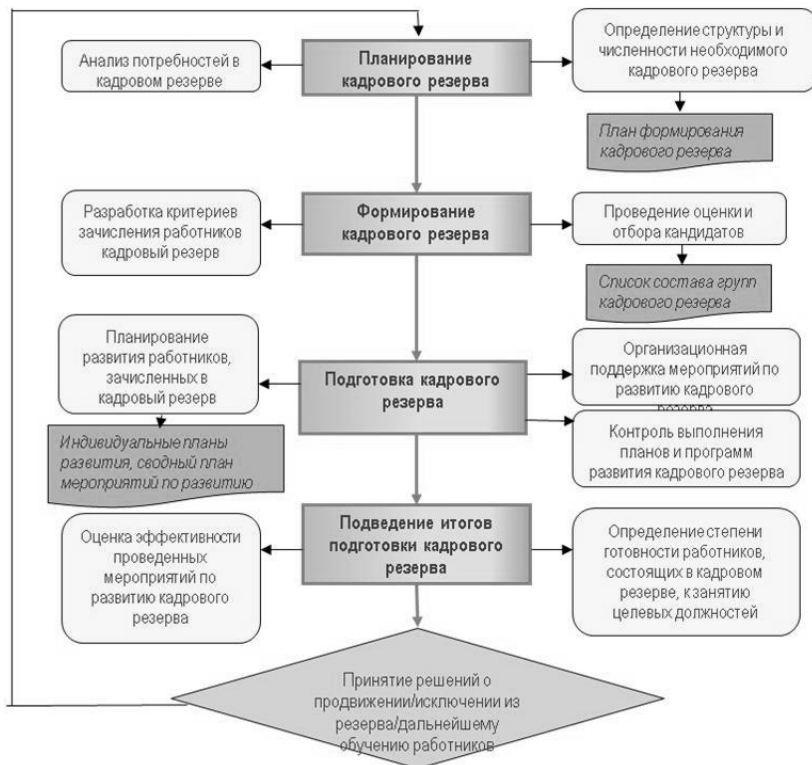 Анализ потребностей в
кадровом резерве
Планирование
кадрового резерва
Определение структуры и
численности необходимого
кадрового резерва
План формирования
кадрового резерва
Разработка критериев
зачисления работников
кадровый резерв
Формирование
кадрового резерва
Проведение оценки и
отбора кандидатов
Список состава групп
кадрового резерва
Планирование
развития работников,
зачисленных в
кадровый резерв
Индивидуальные планы
развития, сводный план
мероприятий по развитию
Подготовка кадрового
резерва
Организационная
поддержка мероприятий по
развитию кадрового
резерва
Контроль выполнения
планов и программ
развития кадрового резерва
Оценка эффективности
проведенных
мероприятий по
развитию кадрового
резерва
Подведение итогов
подготовки кадрового
резерва
Определение степени
готовности работников,
состоящих в кадровом
резерве, к занятию
целевых должностей
Принятие решений о
продвижении/исключении из
резерва/дальнейшему
обучению работников